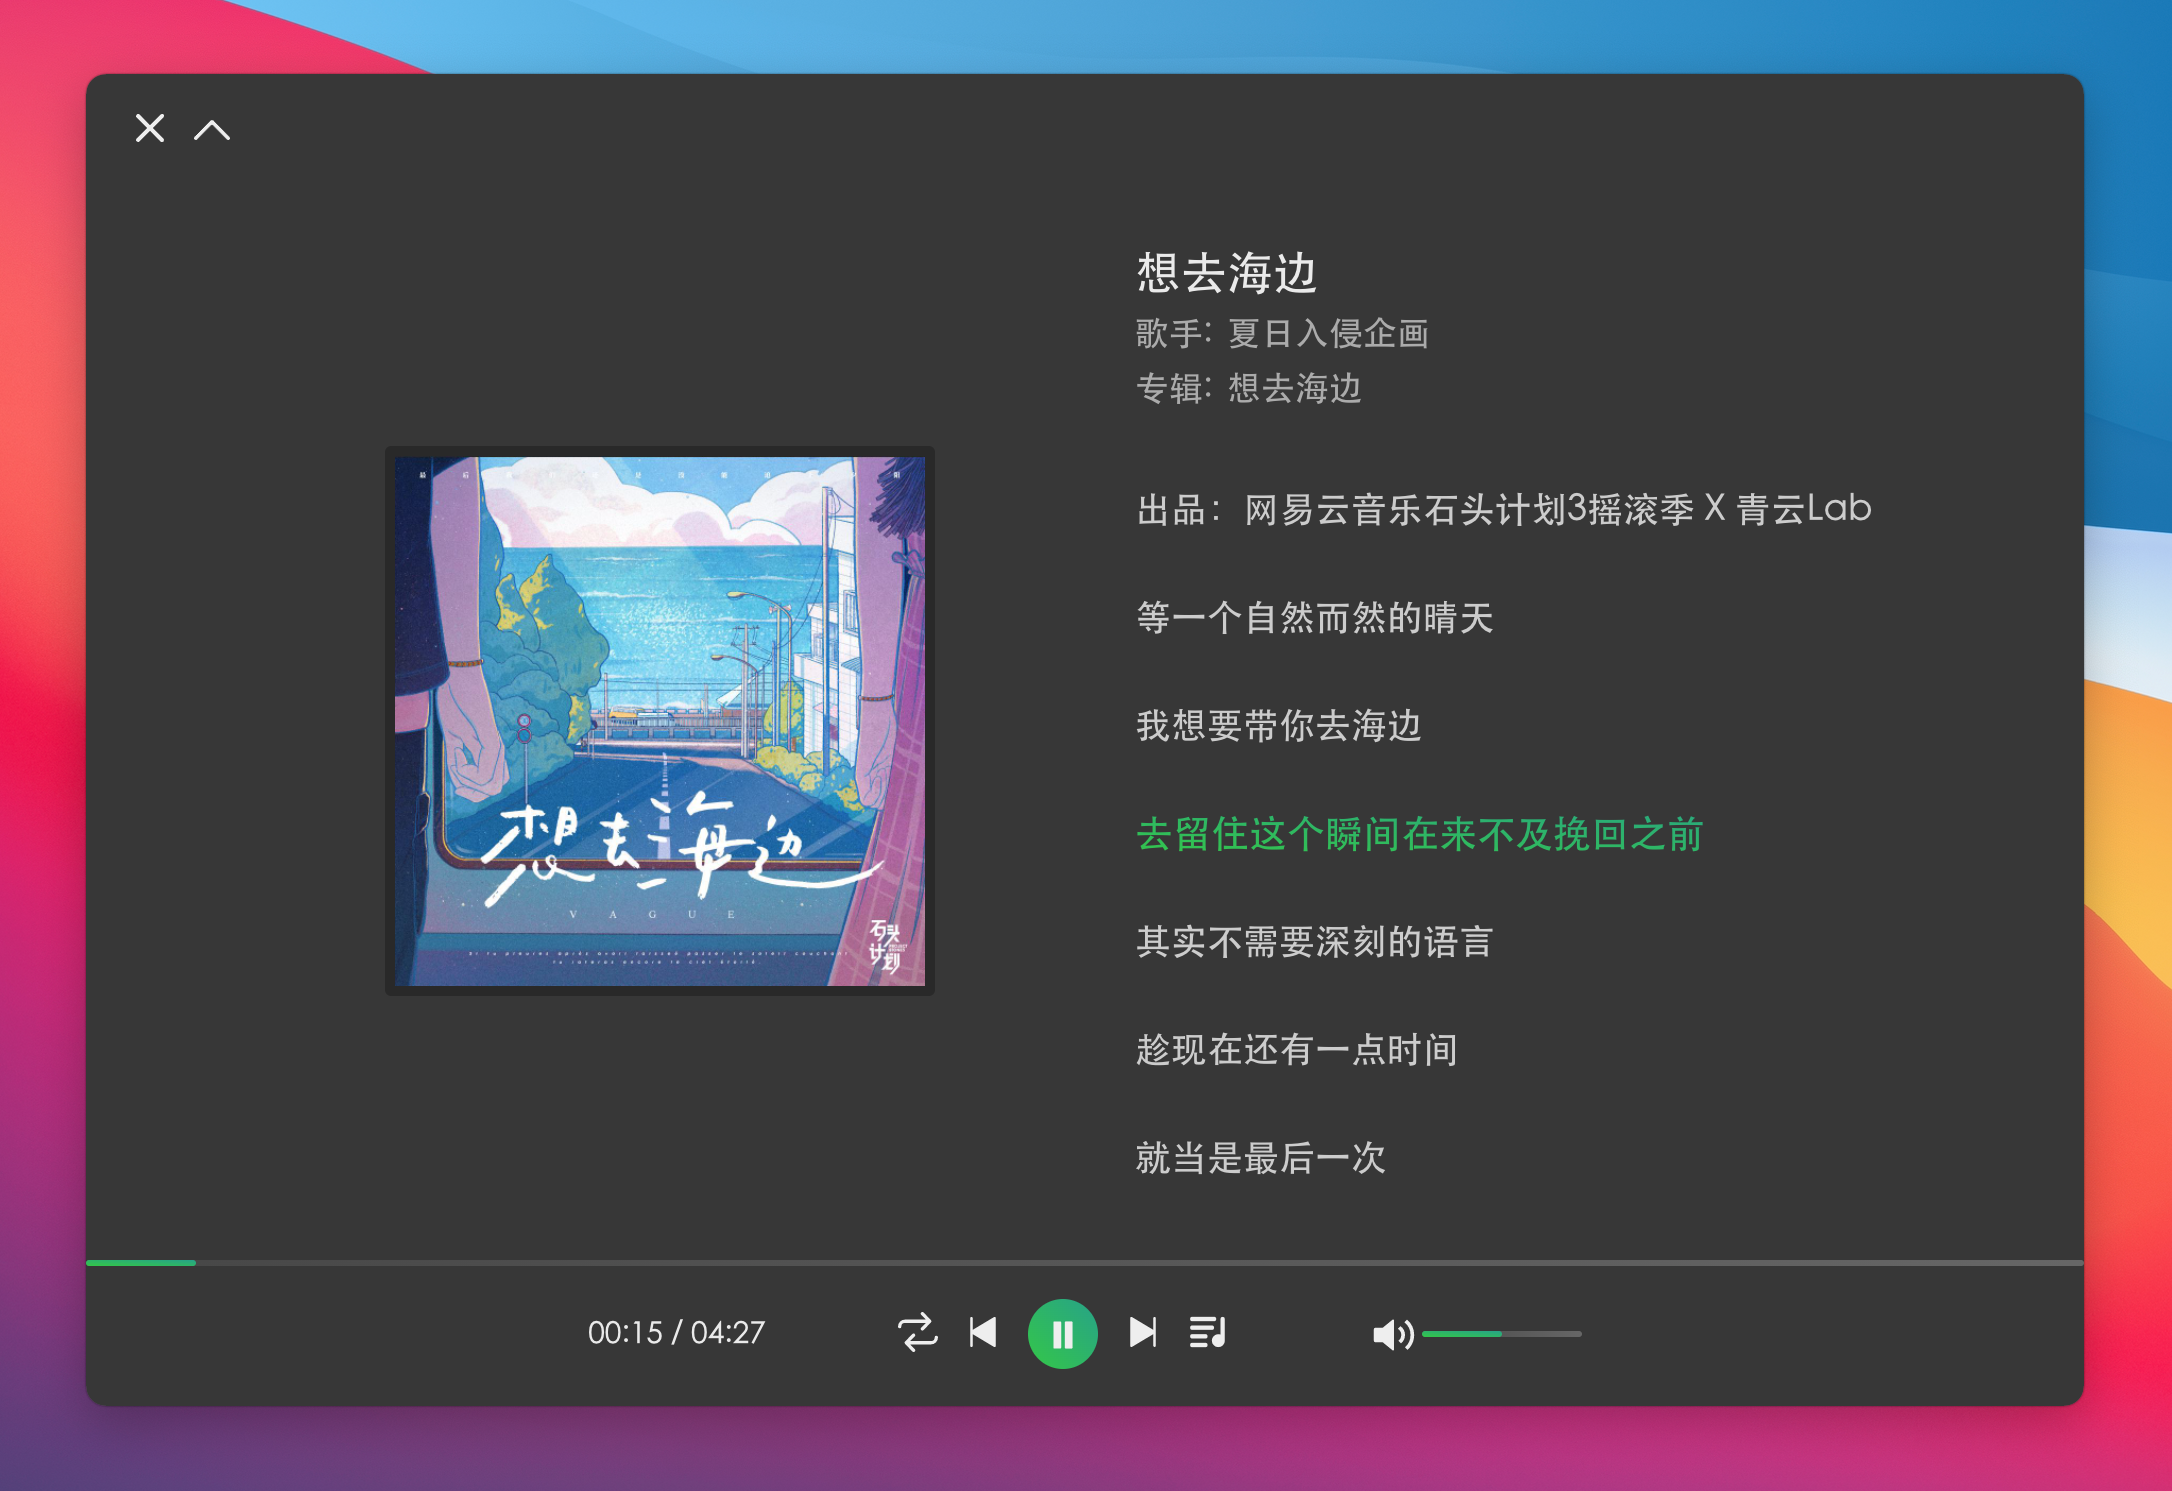 想去海边
歌手：夏日入侵企画
专辑：想去海边
出品：网易云音乐石头计划3摇滚季 X 青云Lab
等一个自然而然的晴天
我想要带你去海边
去留住这个瞬间在来不及挽回之前
其实不需要深刻的语言
趁现在还有一点时间
就当是最后一次
想去海边
VAGUE
石头
计划
00:15 / 04:27